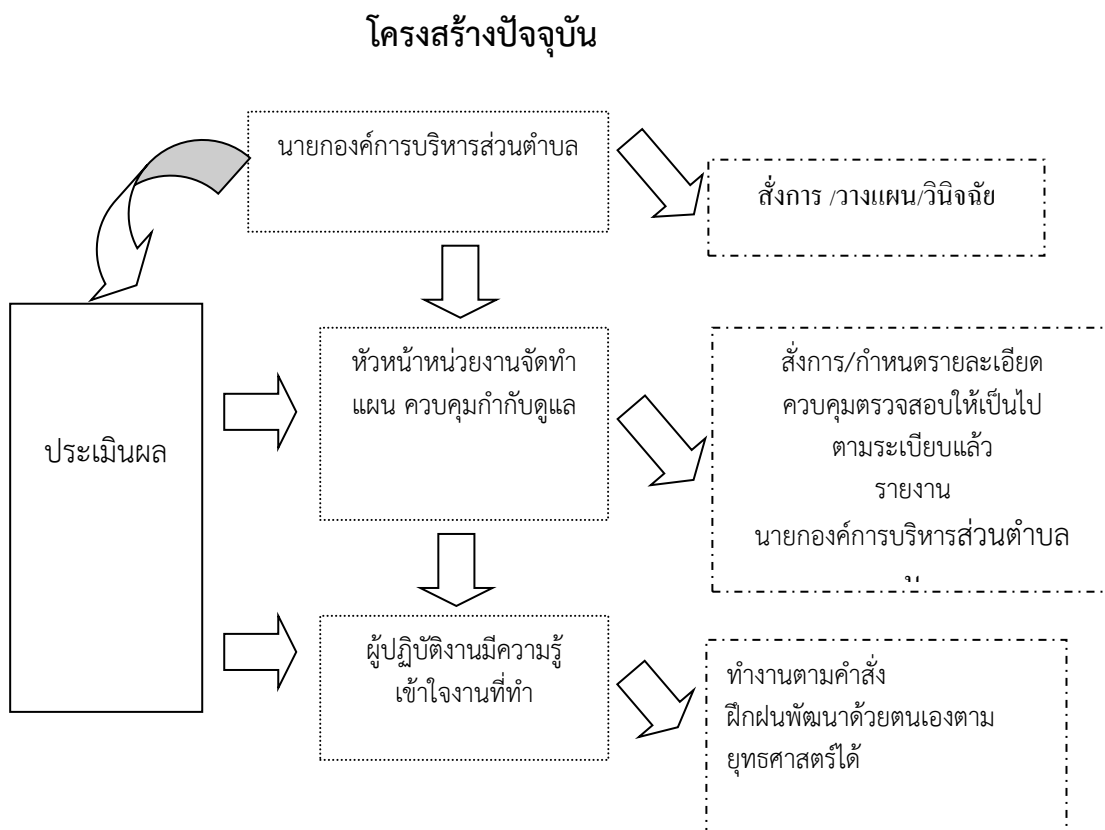 โครงสร้างปัจจุบัน
นายกองค์การบริหารส่วนตำบล
สั่งการ /วางแผน/วินิจฉัย
ประเมินผล
หัวหน้าหน่วยงานจัดทำ
แผน ควบคุมกำกับดูแล
สั่งการ/กำหนดรายละเอียด
ควบคุมตรวจสอบให้เป็นไป
ตามระเบียบแล้ว
รายงาน
นายกองค์การบริหารส่วนตำบล
ผู้ปฏิบัติงานมีความรู้
เข้าใจงานที่ทำ
ทำงานตามคำสั่ง
ฝึกฝนพัฒนาด้วยตนเองตาม
ยุทธศาสตร์ได้